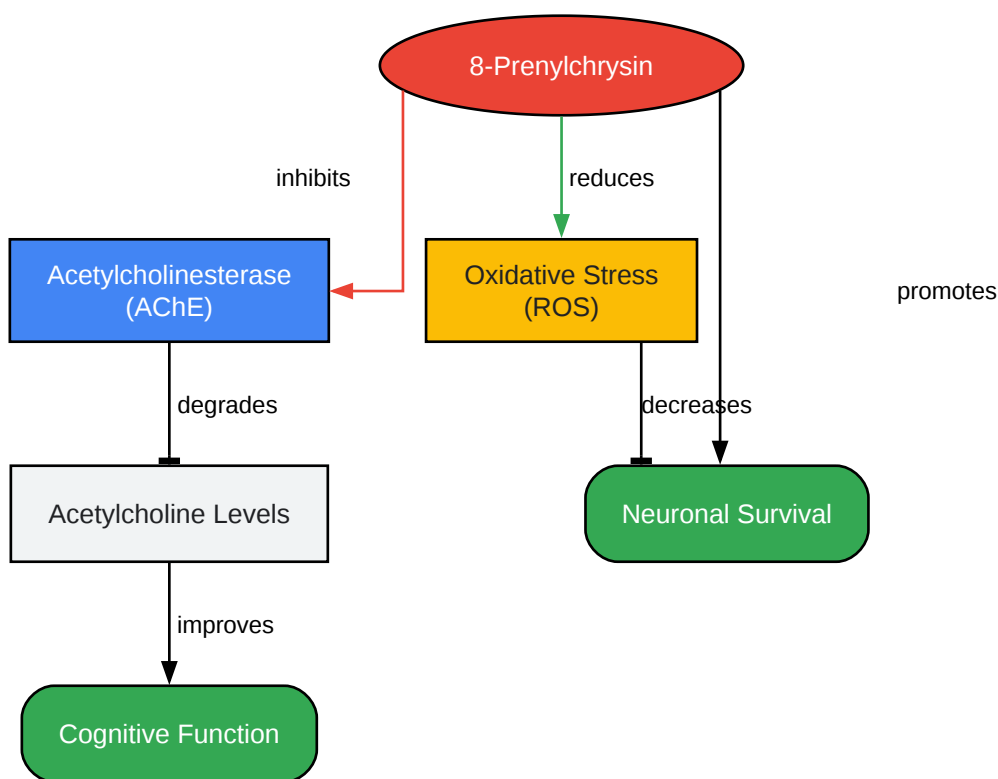 8-Prenylchrysin
inhibits
reduces
Acetylcholinesterase
(AChE)
Oxidative Stress
(ROS)
promotes
degrades
decreases
Acetylcholine Levels
Neuronal Survival
improves
Cognitive Function